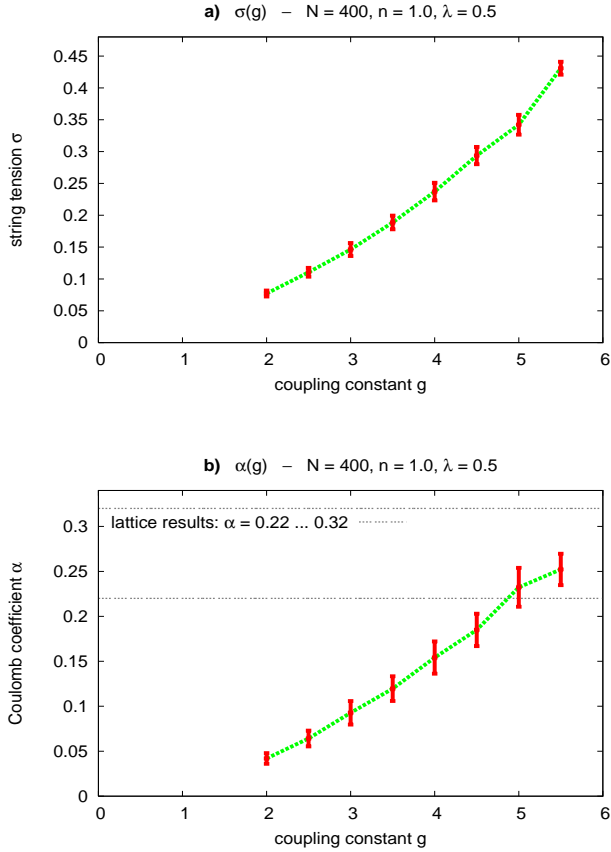 a) σ(g) – N = 400, n = 1.0, λ = 0.5
string tension σ
0.45
0.4
0.35
0.3
0.25
0.2
0.15
0.1
0.05
0
0 1 2 3 4 5 6
coupling constant g
b) α(g) – N = 400, n = 1.0, λ = 0.5
Coulomb coefficient α
lattice results: α = 0.22 ... 0.32
0.3
0.25
0.2
0.15
0.1
0.05
0
0 1 2 3 4 5 6
coupling constant g